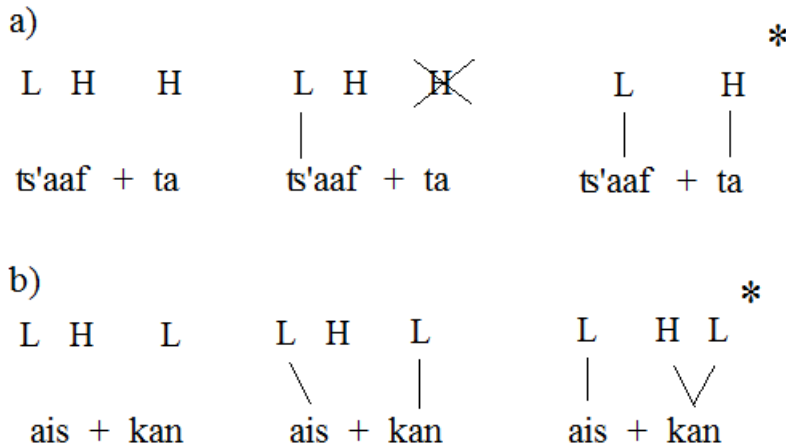 a)
*
L H H L H H L H
ts'aaf + ta ts'aaf + ta ts'aaf + ta
b)
*
L H L L H L L H L
ais + kan ais + kan ais + kan